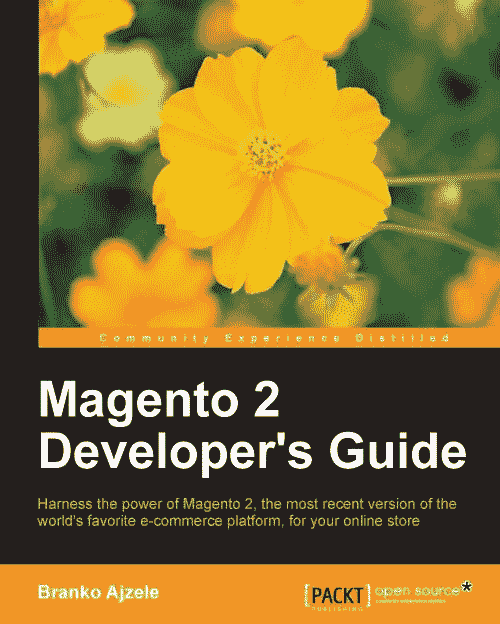 Community Experience Distilled
Magento 2
Developer's Guide
Harness the power of Magento 2, the most recent version of the
world's favorite e-commerce platform, for your online store
Branko Ajzele
[PACKT] open source*
PUBLISHING